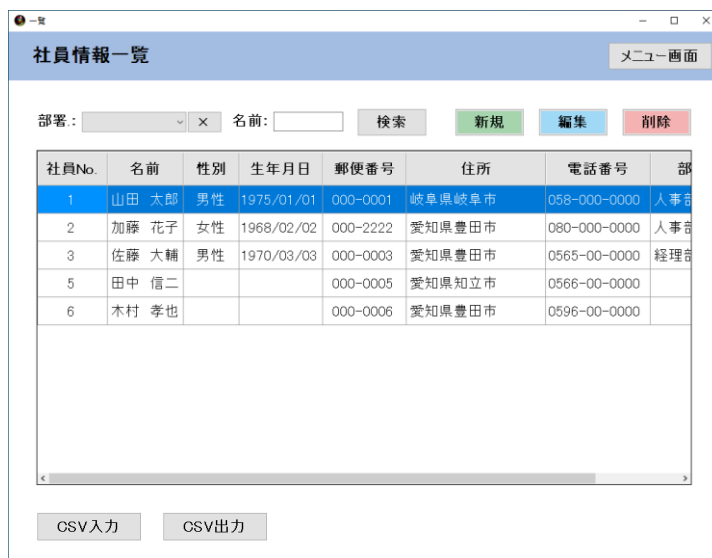 一覧
社員情報一覧 メニュー画面
部署: × 名前: 検索 新規 編集 削除
社員No. 名前 性別 生年月日 郵便番号 住所 電話番号 部
1 山田 太郎 男性 1975/01/01 000-0001 岐阜県岐阜市 058-000-0000 人事部
2 加藤 花子 女性 1968/02/02 000-2222 愛知県豊田市 080-000-0000 人事部
3 佐藤 大輔 男性 1970/03/03 000-0003 愛知県豊田市 0565-00-0000 経理部
5 田中 信二 000-0005 愛知県知立市 0566-00-0000
6 木村 孝也 000-0006 愛知県豊田市 0596-00-0000
CSV入力 CSV出力